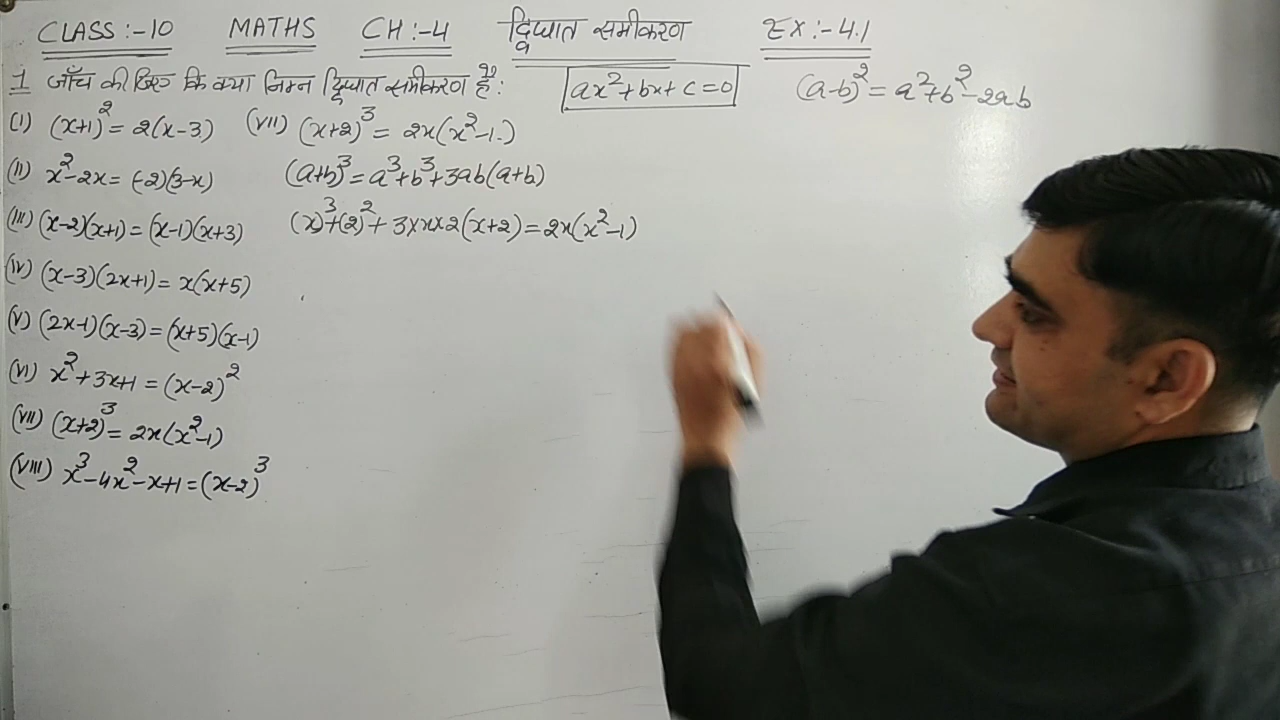 CLASS:-10 MATHS CH:-4 द्विघात समीकरण EX:-4.1
1 जाँच कीजिए कि क्या निम्न द्विघात समीकरण है: ax²+bx+c=0 (a-b)²=a²+b²-2ab
(i) (x+1)²=2(x-3) (VII) (x+2)³=2x(x²-1)
(II) x²-2x=(-2)(3-x) (a+b)³=a³+b³+3ab(a+b)
(III) (x-2)(x+1)=(x-1)(x+3) (x)³+(2)²+3×x×2(x+2)=2x(x²-1)
(iv) (x-3)(2x+1)=x(x+5)
(V) (2x-1)(x-3)=(x+5)(x-1)
(VI) x²+3x+1=(x-2)²
(VII) (x+2)³=2x(x²-1)
(VIII) x³-4x²-x+1=(x-2)³